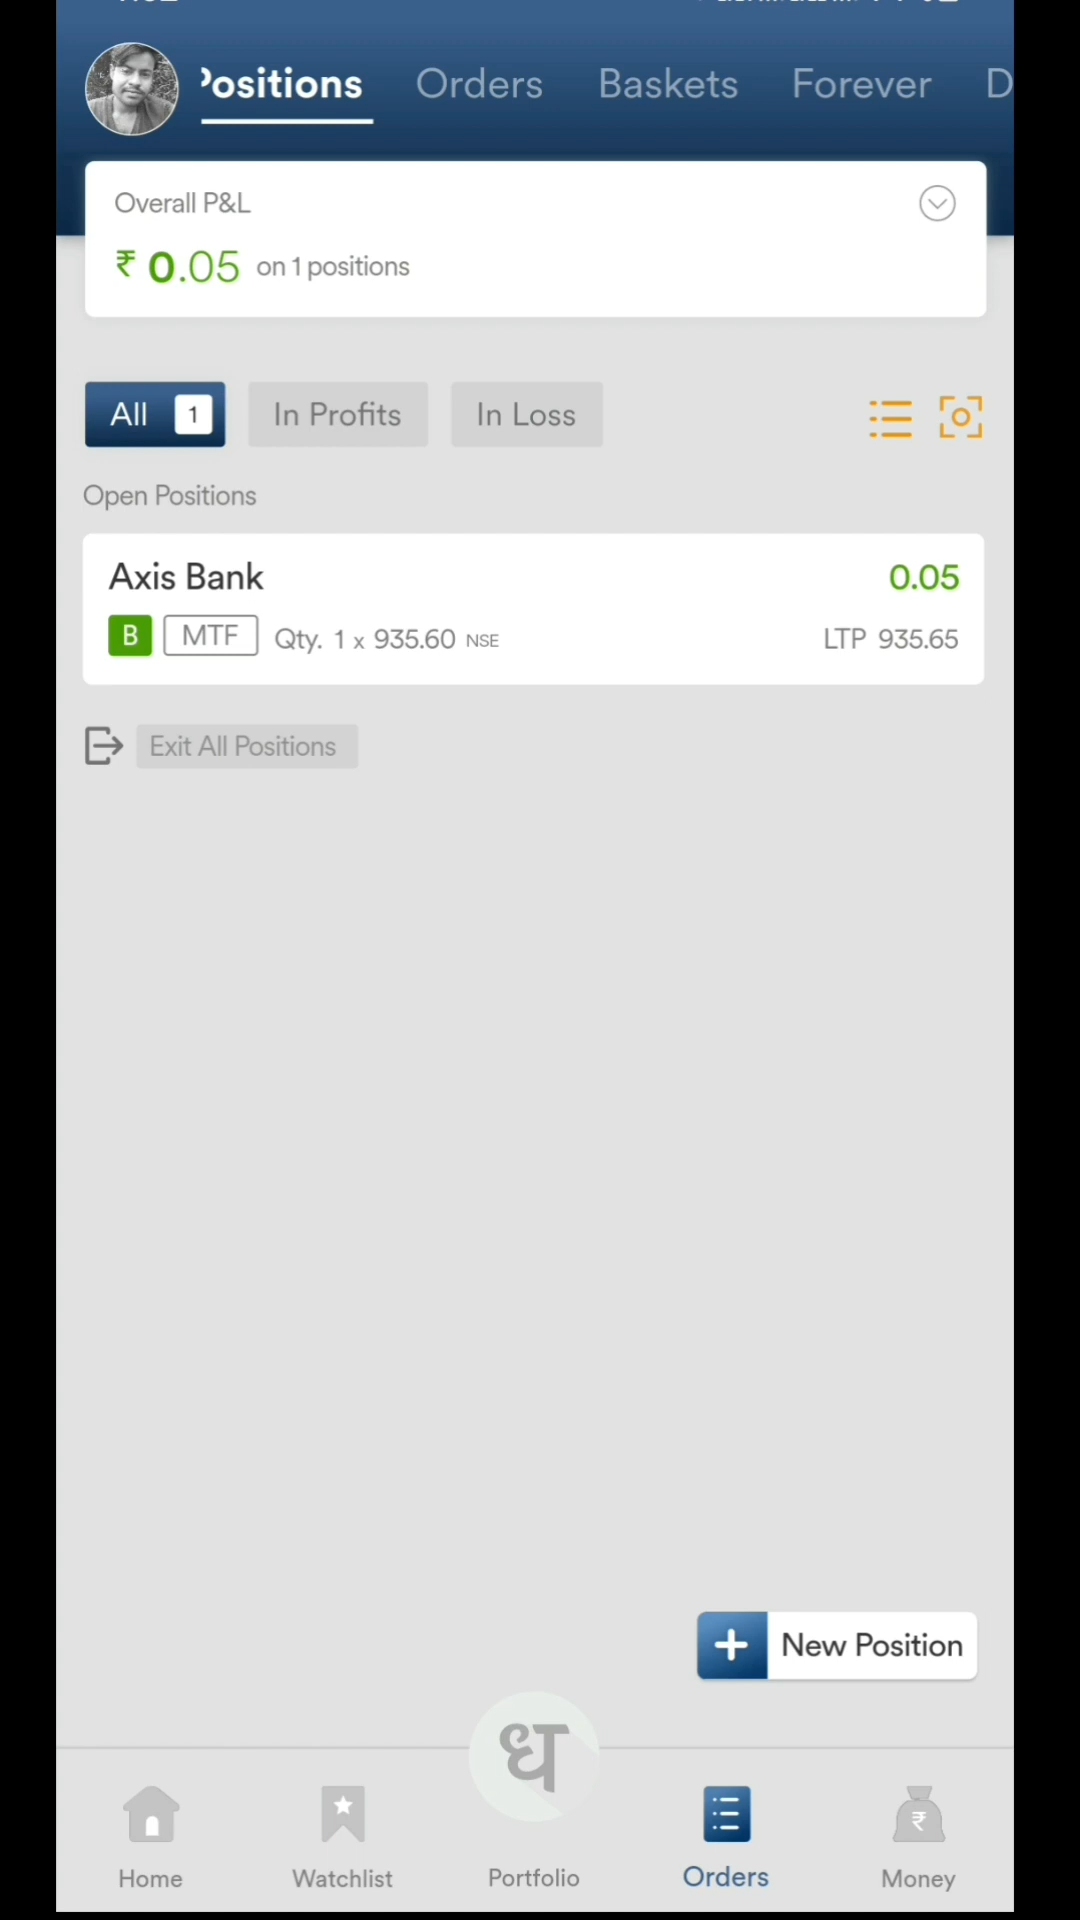 Positions Orders Baskets Forever D
Overall P&L
₹ 0.05 on 1 positions
All 1 In Profits In Loss
Open Positions
Axis Bank 0.05
B MTF Qty. 1 x 935.60 NSE LTP 935.65
Exit All Positions
+ New Position
ध
Home Watchlist Portfolio Orders Money